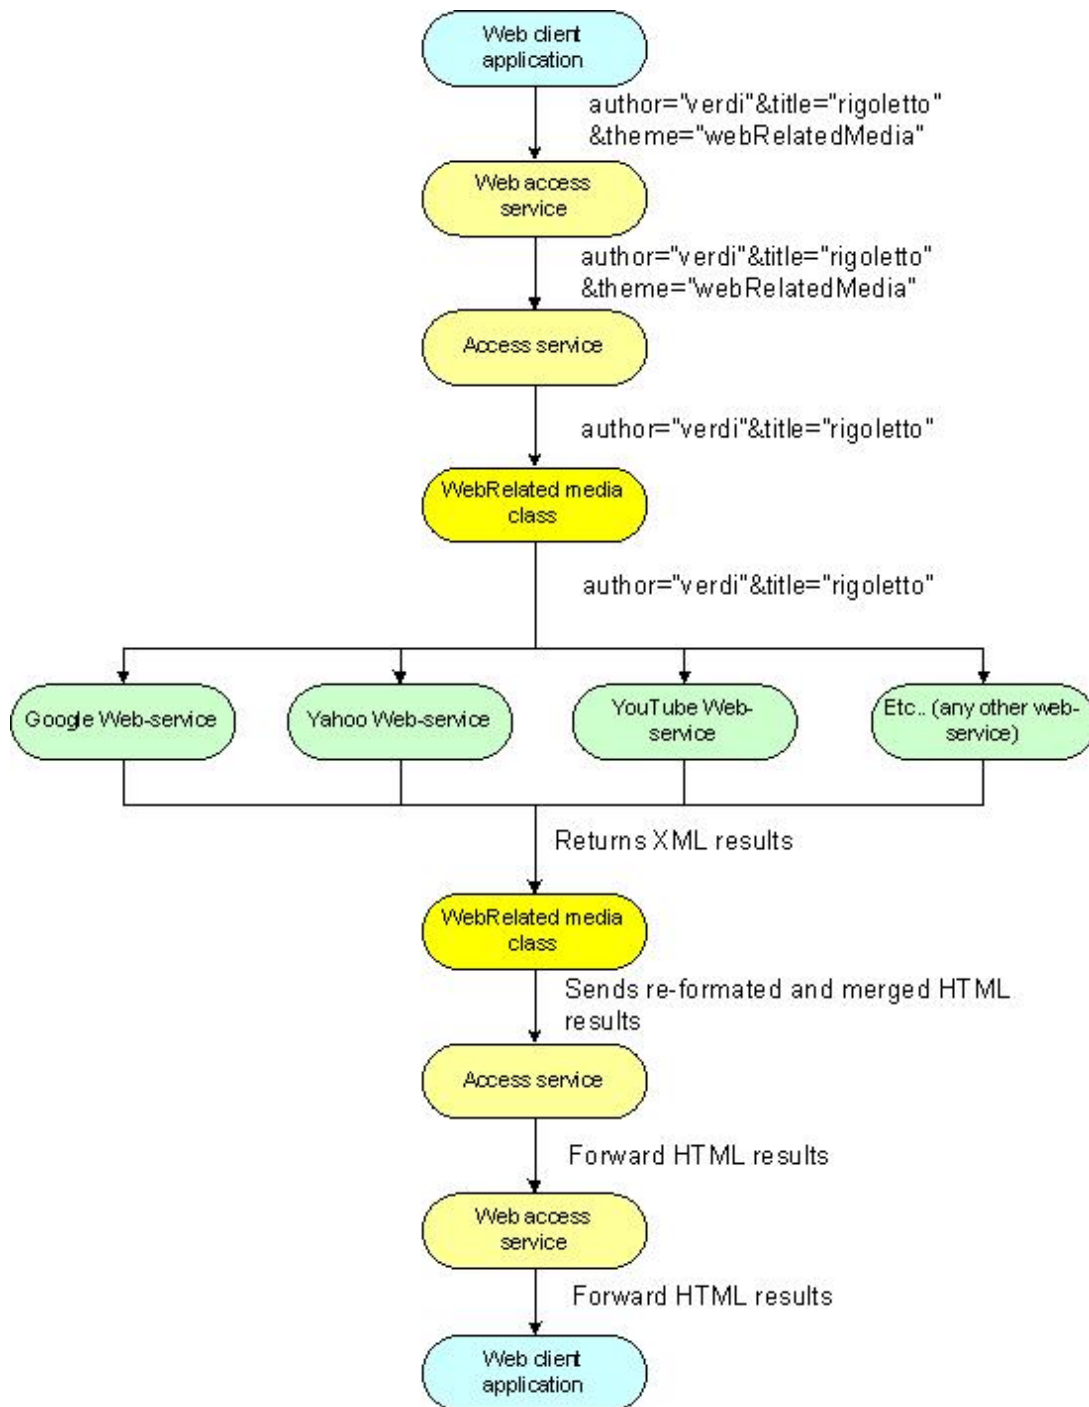 Web client
application
author="verdi"&title="rigoletto"
&theme="webRelatedMedia"
Web access
service
author="verdi"&title="rigoletto"
&theme="webRelatedMedia"
Access service
author="verdi"&title="rigoletto"
WebRelated media
class
author="verdi"&title="rigoletto"
Google Web-service
Yahoo Web-service
YouTube Web-
service
Etc.. (any other web-
service)
Returns XML results
WebRelated media
class
Sends re-formated and merged HTML
results
Access service
Forward HTML results
Web access
service
Forward HTML results
Web client
application